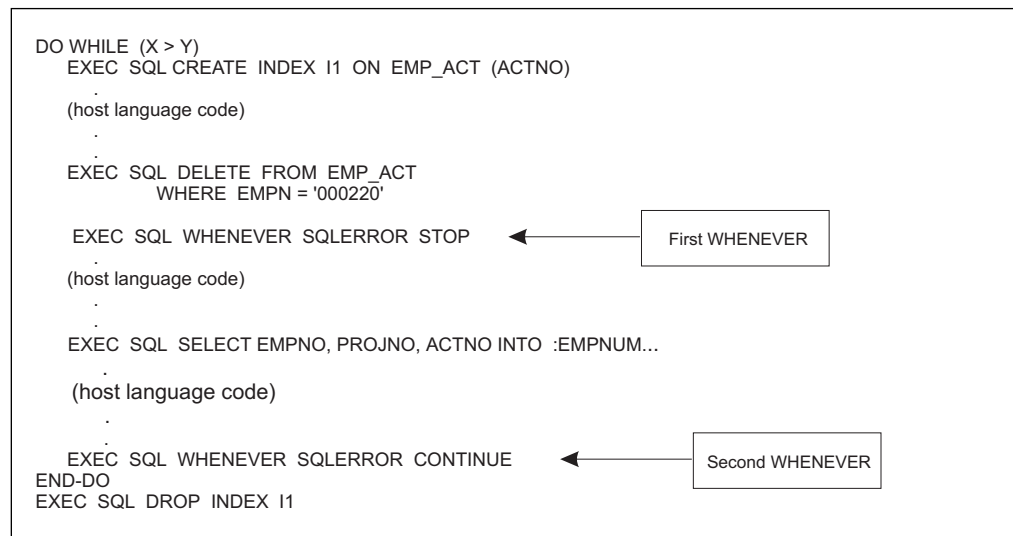 DO WHILE (X > Y)
EXEC SQL CREATE INDEX I1 ON EMP_ACT (ACTNO)
.
(host language code)
.
.
EXEC SQL DELETE FROM EMP_ACT
WHERE EMPN = '000220'
EXEC SQL WHENEVER SQLERROR STOP
First WHENEVER
.
(host language code)
.
.
EXEC SQL SELECT EMPNO, PROJNO, ACTNO INTO :EMPNUM...
.
(host language code)
.
.
EXEC SQL WHENEVER SQLERROR CONTINUE
Second WHENEVER
END-DO
EXEC SQL DROP INDEX I1